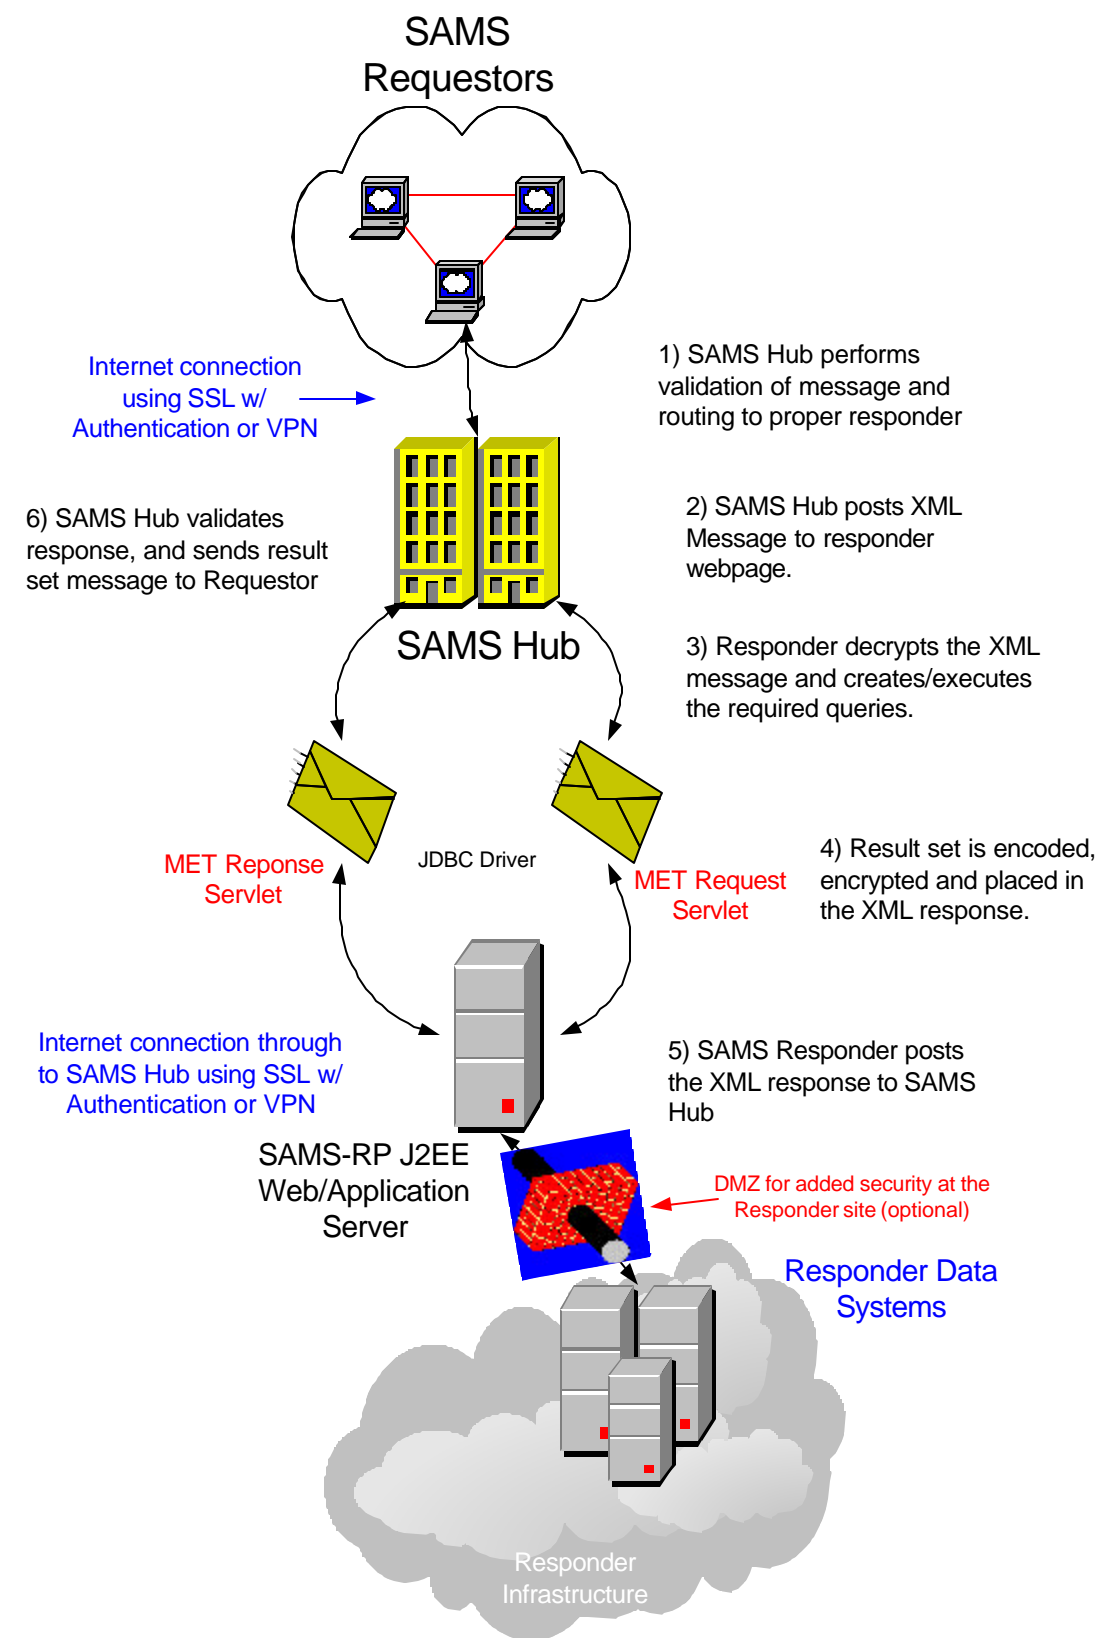 SAMS
Requestors
Internet connection
using SSL w/
Authentication or VPN
1) SAMS Hub performs
validation of message and
routing to proper responder
6) SAMS Hub validates
response, and sends result
set message to Requestor
2) SAMS Hub posts XML
Message to responder
webpage.
SAMS Hub
3) Responder decrypts the XML
message and creates/executes
the required queries.
MET Reponse
Servlet
JDBC Driver
MET Request
Servlet
4) Result set is encoded,
encrypted and placed in
the XML response.
Internet connection through
to SAMS Hub using SSL w/
Authentication or VPN
5) SAMS Responder posts
the XML response to SAMS
Hub
SAMS-RP J2EE
Web/Application
Server
DMZ for added security at the
Responder site (optional)
Responder Data
Systems
Responder
Infrastructure